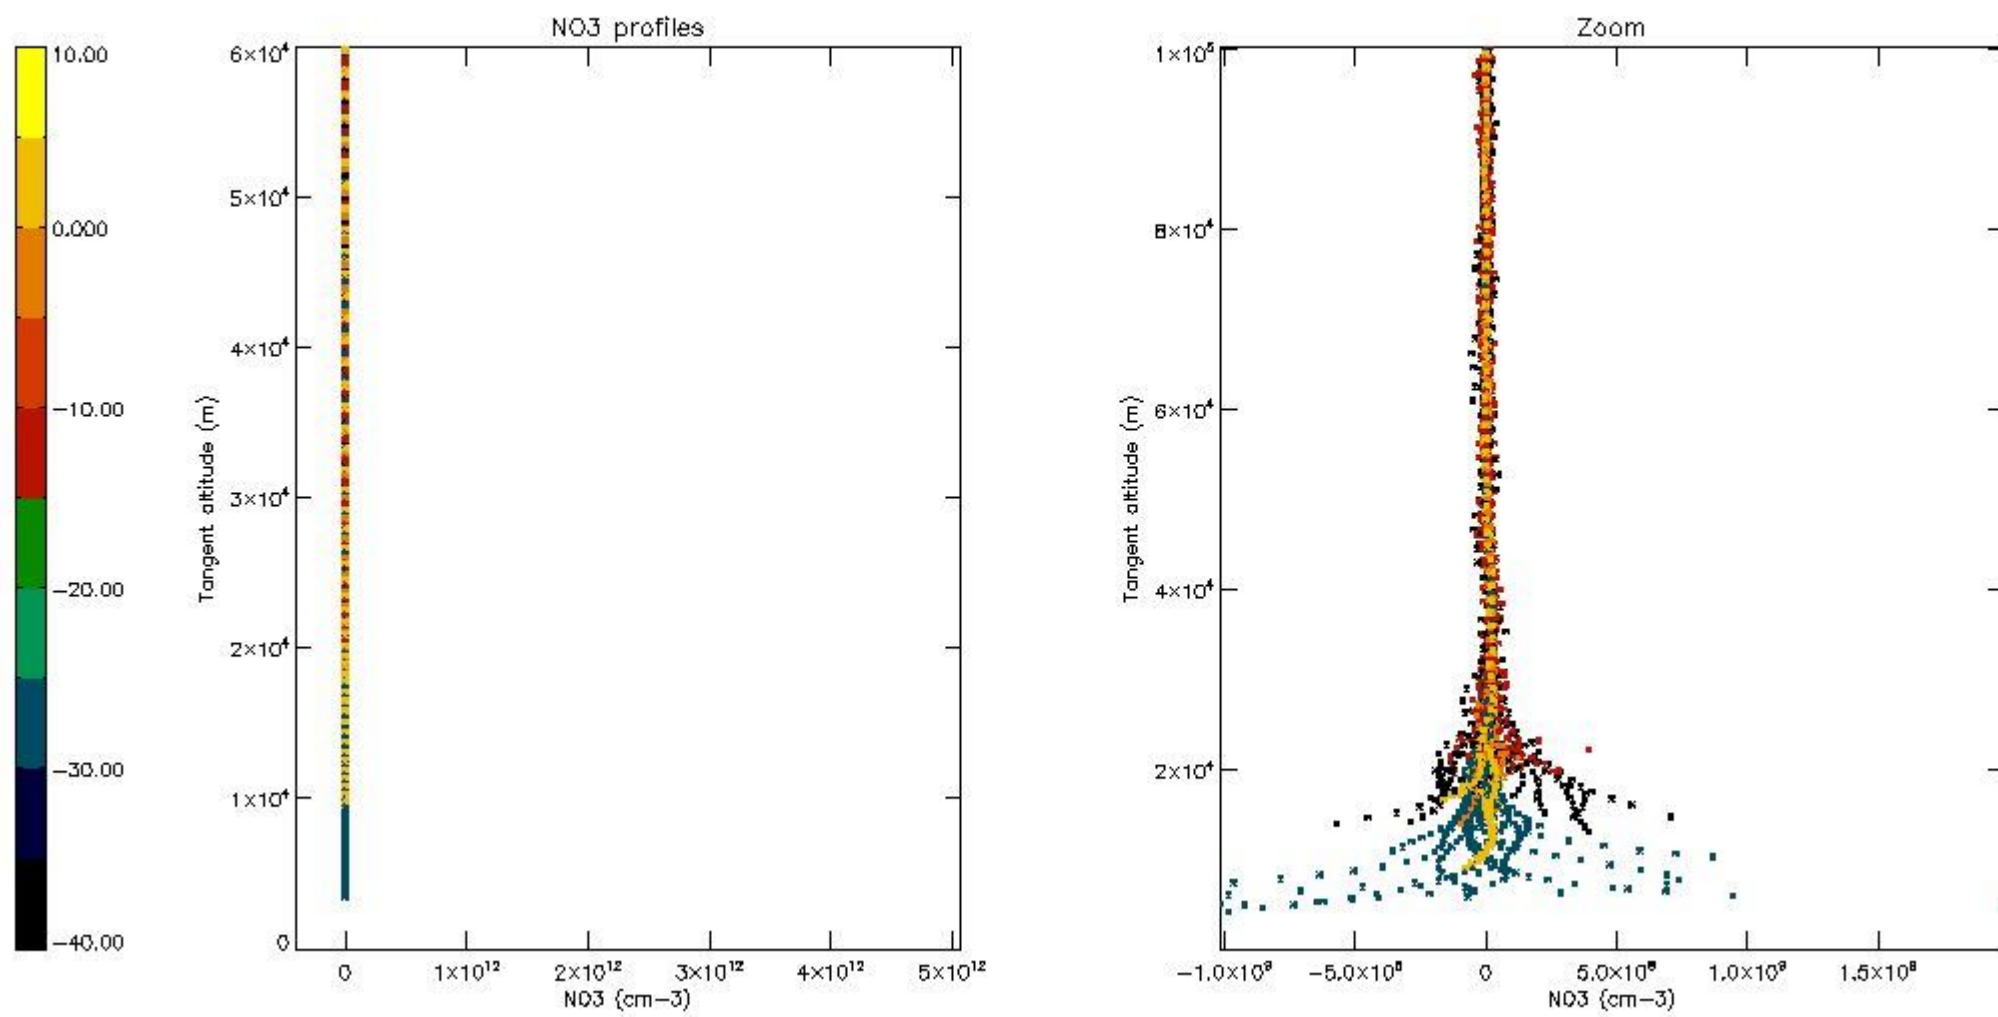 NO3 profiles
Zoom
10.00
0.000
−10.00
−20.00
−30.00
−40.00
6×10⁴
5×10⁴
4×10⁴
3×10⁴
2×10⁴
1×10⁴
0
Tangent altitude (m)
0 1×10¹² 2×10¹² 3×10¹² 4×10¹² 5×10¹²
NO3 (cm−3)
1×10⁵
8×10⁴
6×10⁴
4×10⁴
2×10⁴
0
Tangent altitude (m)
−1.0×10⁹ −5.0×10⁸ 0 5.0×10⁸ 1.0×10⁹ 1.5×10⁹
NO3 (cm−3)